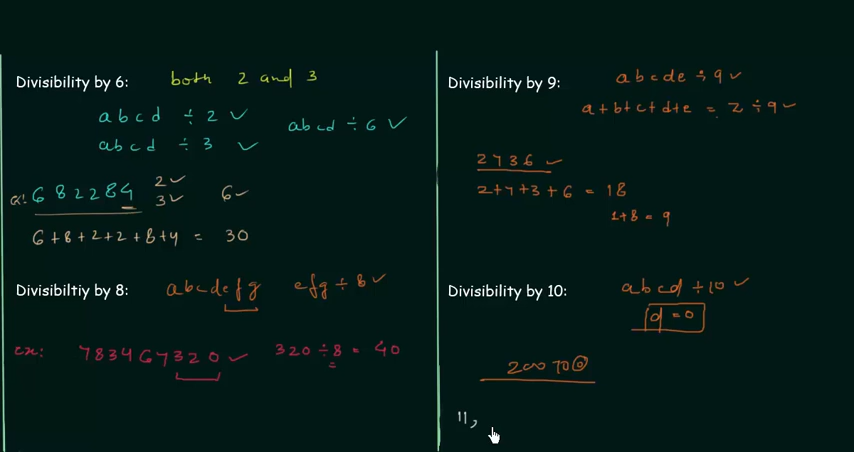 Divisibility by 6: both 2 and 3
abcd ÷ 2 ✓
abcd ÷ 3 ✓
abcd ÷ 6 ✓
ex: 682284 2✓ 3✓ 6✓
6+8+2+2+8+4 = 30
Divisibiltiy by 8: abcdefg efg ÷ 8 ✓
ex: 783467320 ✓ 320 ÷ 8 = 40
Divisibility by 9: abcde ÷ 9 ✓
a+b+c+d+e = Z ÷ 9 ✓
2736 ✓
2+7+3+6 = 18
1+8 = 9
Divisibility by 10: abcd ÷ 10 ✓
d = 0
200700
11,